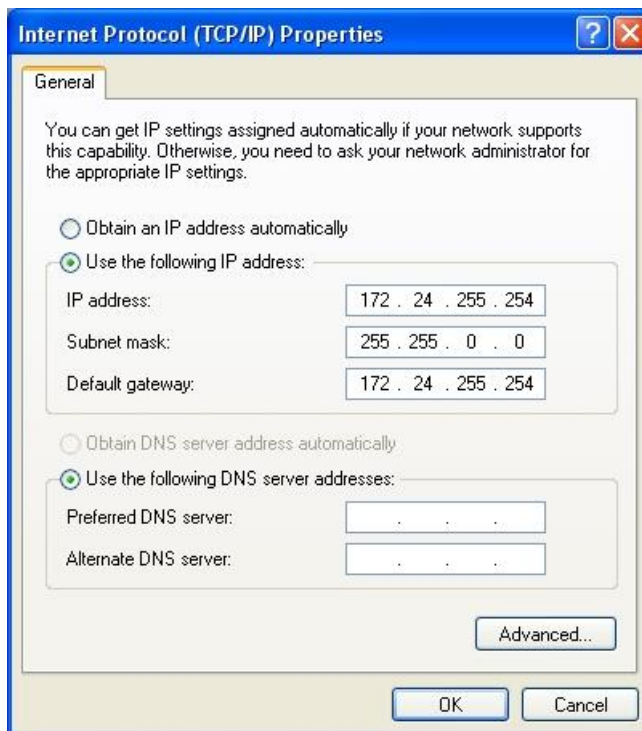 Internet Protocol (TCP/IP) Properties
General
You can get IP settings assigned automatically if your network supports
this capability. Otherwise, you need to ask your network administrator for
the appropriate IP settings.
Obtain an IP address automatically
Use the following IP address:
IP address: 172 . 24 . 255 . 254
Subnet mask: 255 . 255 . 0 . 0
Default gateway: 172 . 24 . 255 . 254
Obtain DNS server address automatically
Use the following DNS server addresses:
Preferred DNS server: . . .
Alternate DNS server: . . .
Advanced...
OK Cancel